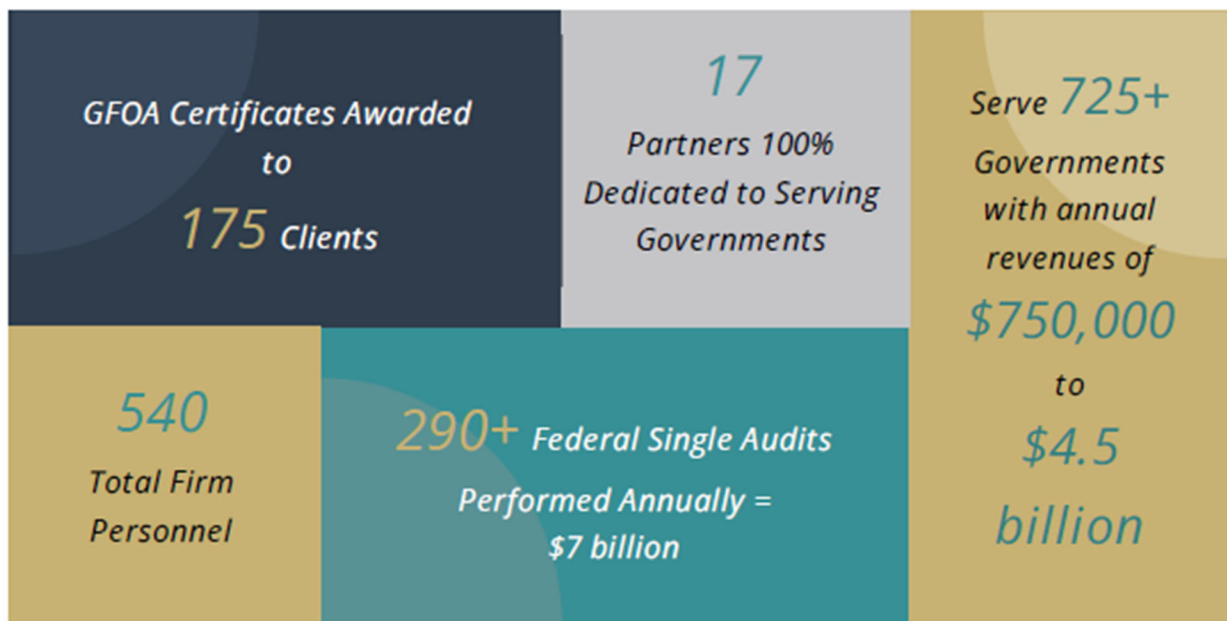 GFOA Certificates Awarded
to
175 Clients
17
Partners 100%
Dedicated to Serving
Governments
Serve 725+
Governments
with annual
revenues of
$750,000
to
$4.5
billion
540
Total Firm
Personnel
290+ Federal Single Audits
Performed Annually =
$7 billion